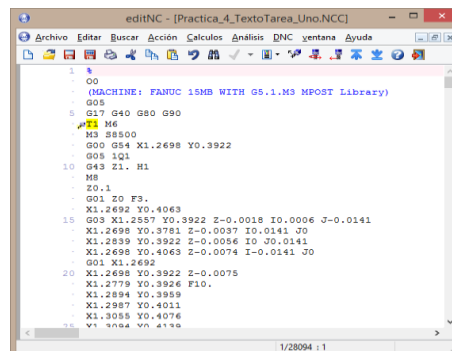 editNC - [Practica_4_TextoTarea_Uno.NCC]
Archivo Editar Buscar Acción Calculos Análisis DNC ventana Ayuda
1 %
O0
(MACHINE: FANUC 15MB WITH G5.1.M3 MPOST Library)
G05
5 G17 G40 G80 G90
T1 M6
M3 S8500
G00 G54 X1.2698 Y0.3922
G05 1Q1
10 G43 Z1. H1
M8
Z0.1
G01 Z0 F3.
X1.2692 Y0.4063
15 G03 X1.2557 Y0.3922 Z-0.0018 I0.0006 J-0.0141
X1.2698 Y0.3781 Z-0.0037 I0.0141 J0
X1.2839 Y0.3922 Z-0.0056 I0 J0.0141
X1.2698 Y0.4063 Z-0.0074 I-0.0141 J0
G01 X1.2692
20 X1.2698 Y0.3922 Z-0.0075
X1.2779 Y0.3926 F10.
X1.2894 Y0.3959
X1.2987 Y0.4011
X1.3055 Y0.4076
25 X1.3094 Y0.4139
1/28094 : 1